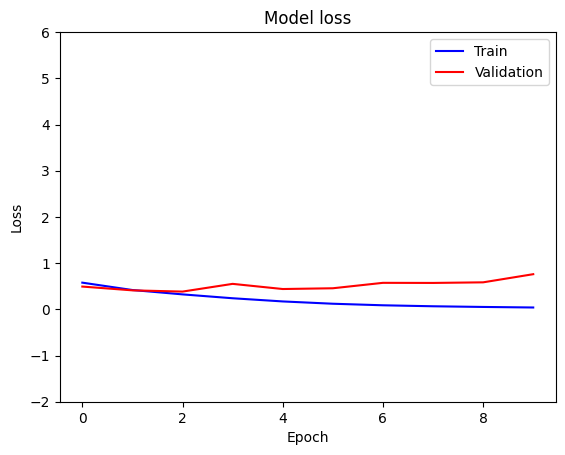 Model loss
6
5
4
3
2
1
0
−1
−2
Loss
Train
Validation
0 2 4 6 8
Epoch